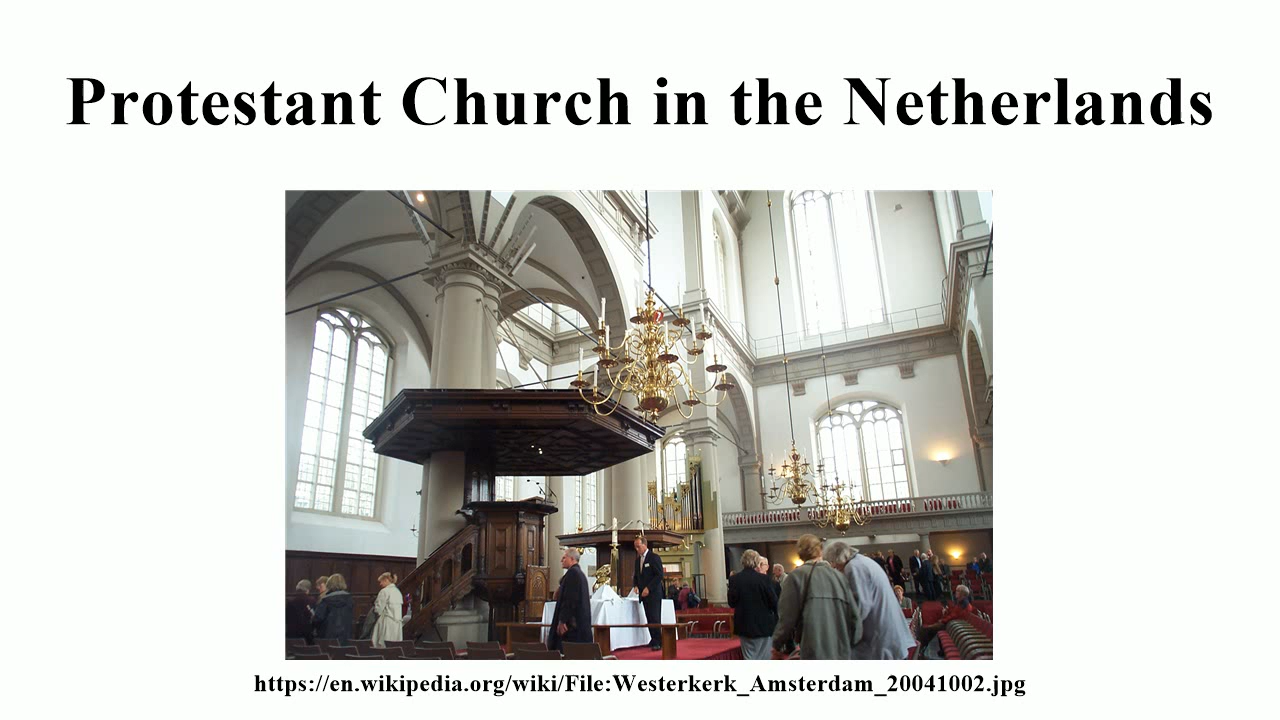 Protestant Church in the Netherlands
https://en.wikipedia.org/wiki/File:Westerkerk_Amsterdam_20041002.jpg